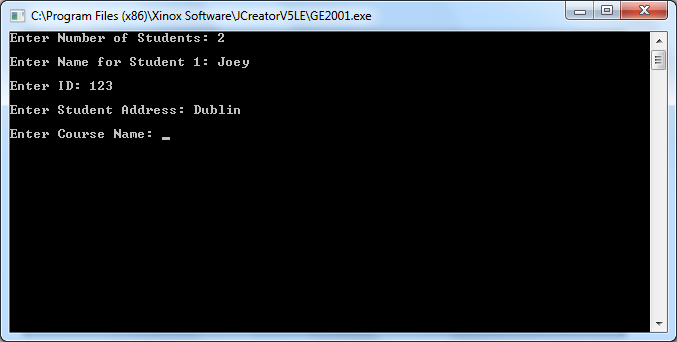 C:\Program Files (x86)\Xinox Software\JCreatorV5LE\GE2001.exe
Enter Number of Students: 2
Enter Name for Student 1: Joey
Enter ID: 123
Enter Student Address: Dublin
Enter Course Name: _